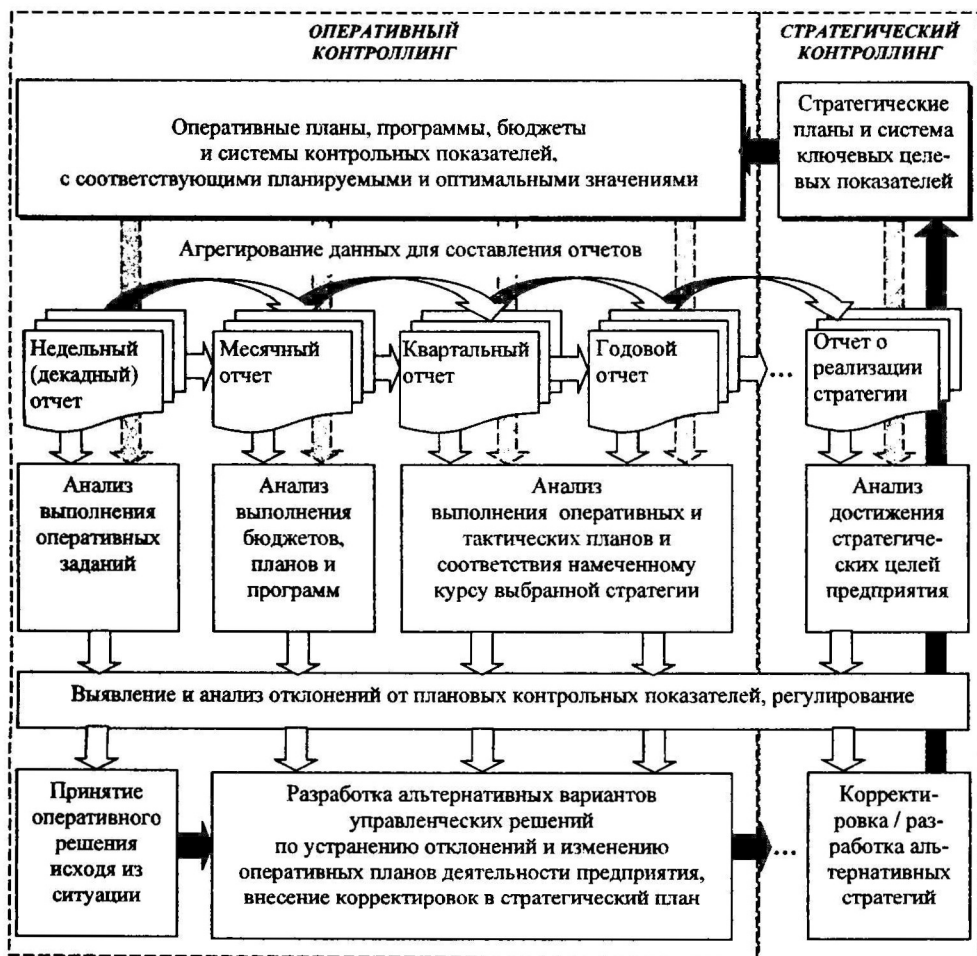 ОПЕРАТИВНЫЙ
КОНТРОЛЛИНГ
СТРАТЕГИЧЕСКИЙ
КОНТРОЛЛИНГ
Оперативные планы, программы, бюджеты
и системы контрольных показателей,
с соответствующими планируемыми и оптимальными значениями
Стратегические
планы и система
ключевых целе-
вых показателей
Агрегирование данных для составления отчетов
Недельный
(декадный)
отчет
Месячный
отчет
Квартальный
отчет
Годовой
отчет
...
Отчет о
реализации
стратегии
Анализ
выполнения
оперативных
заданий
Анализ
выполнения
бюджетов,
планов и
программ
Анализ
выполнения оперативных и
тактических планов и
соответствия намеченному
курсу выбранной стратегии
Анализ
достижения
стратегиче-
ских целей
предприятия
Выявление и анализ отклонений от плановых контрольных показателей, регулирование
Принятие
оперативного
решения
исходя из
ситуации
Разработка альтернативных вариантов
управленческих решений
по устранению отклонений и изменению
оперативных планов деятельности предприятия,
внесение корректировок в стратегический план
...
Корректи-
ровка / раз-
работка аль-
тернативных
стратегий